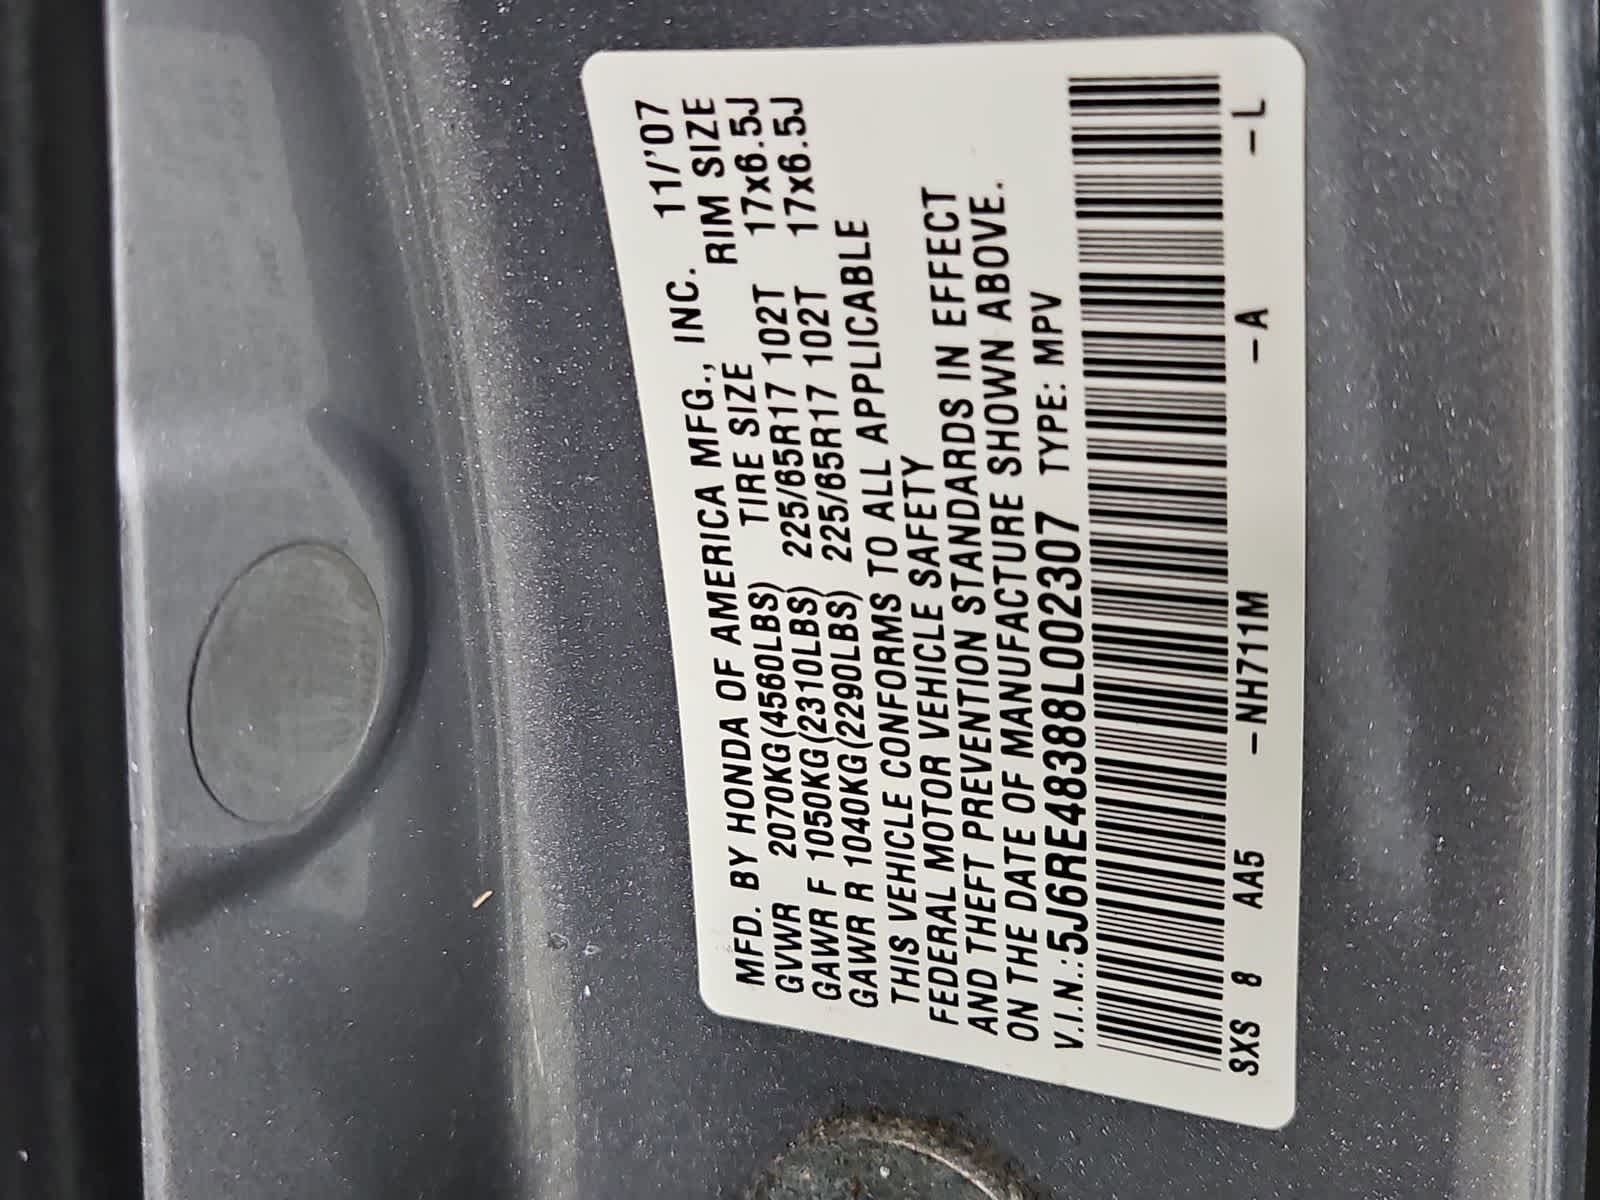 MFD. BY HONDA OF AMERICA MFG., INC. 11/'07
GVWR 2070KG(4560LBS) TIRE SIZE RIM SIZE
GAWR F 1050KG(2310LBS) 225/65R17 102T 17x6.5J
GAWR R 1040KG(2290LBS) 225/65R17 102T 17x6.5J
THIS VEHICLE CONFORMS TO ALL APPLICABLE
FEDERAL MOTOR VEHICLE SAFETY
AND THEFT PREVENTION STANDARDS IN EFFECT
ON THE DATE OF MANUFACTURE SHOWN ABOVE.
V.I.N.:5J6RE48388L002307 TYPE: MPV
SXS 8 AA5 -NH711M -A -L